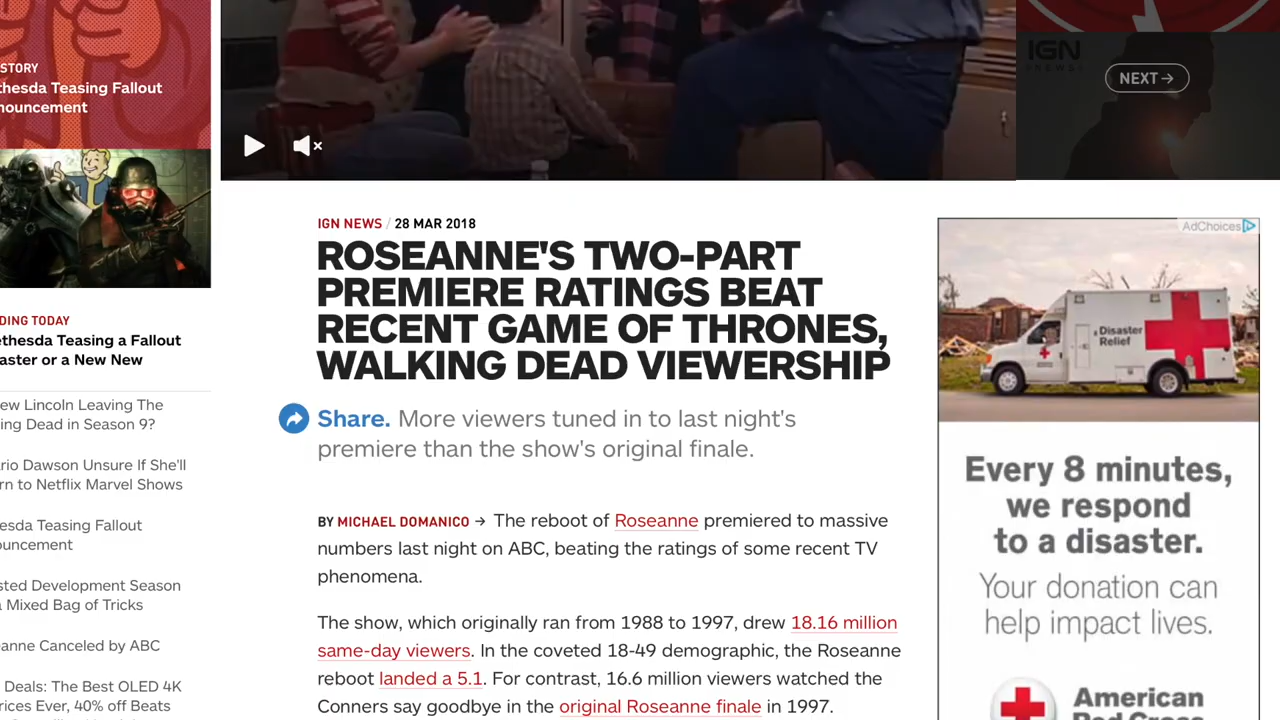 STORY
thesda Teasing Fallout
nouncement
DING TODAY
ethesda Teasing a Fallout
aster or a New New
ew Lincoln Leaving The
ing Dead in Season 9?
rio Dawson Unsure If She'll
rn to Netflix Marvel Shows
esda Teasing Fallout
ouncement
sted Development Season
a Mixed Bag of Tricks
anne Canceled by ABC
Deals: The Best OLED 4K
rices Ever, 40% off Beats
IGN
NEWS
NEXT
IGN NEWS / 28 MAR 2018
ROSEANNE'S TWO-PART
PREMIERE RATINGS BEAT
RECENT GAME OF THRONES,
WALKING DEAD VIEWERSHIP
Share. More viewers tuned in to last night's
premiere than the show's original finale.
BY MICHAEL DOMANICO → The reboot of Roseanne premiered to massive
numbers last night on ABC, beating the ratings of some recent TV
phenomena.
The show, which originally ran from 1988 to 1997, drew 18.16 million
same-day viewers. In the coveted 18-49 demographic, the Roseanne
reboot landed a 5.1. For contrast, 16.6 million viewers watched the
Conners say goodbye in the original Roseanne finale in 1997.
AdChoices
Disaster
Relief
Every 8 minutes,
we respond
to a disaster.
Your donation can
help impact lives.
American
Red Cross